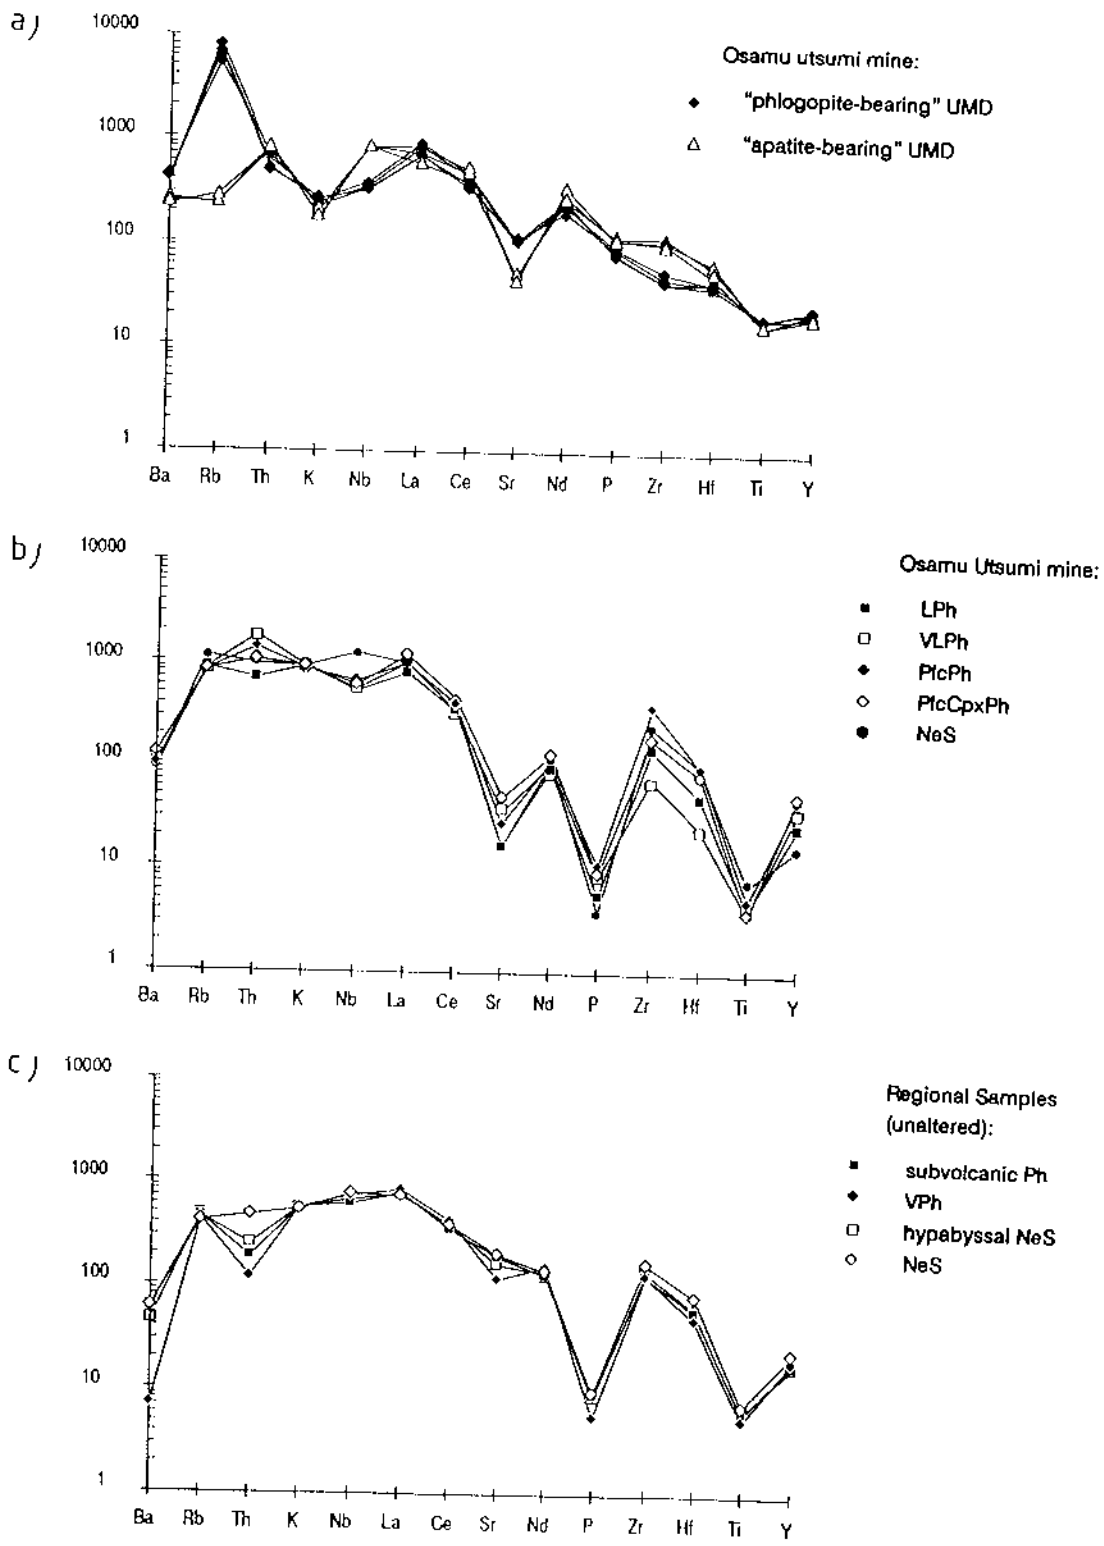 a)
10000
1000
100
10
1
Ba Rb Th K Nb La Ce Sr Nd P Zr Hf Ti Y
Osamu utsumi mine:
"phlogopite-bearing" UMD
"apatite-bearing" UMD
b)
10000
1000
100
10
1
Ba Rb Th K Nb La Ce Sr Nd P Zr Hf Ti Y
Osamu Utsumi mine:
LPh
VLPh
PfcPh
PfcCpxPh
NeS
c)
10000
1000
100
10
1
Ba Rb Th K Nb La Ce Sr Nd P Zr Hf Ti Y
Regional Samples
(unaltered):
subvolcanic Ph
VPh
hypabyssal NeS
NeS